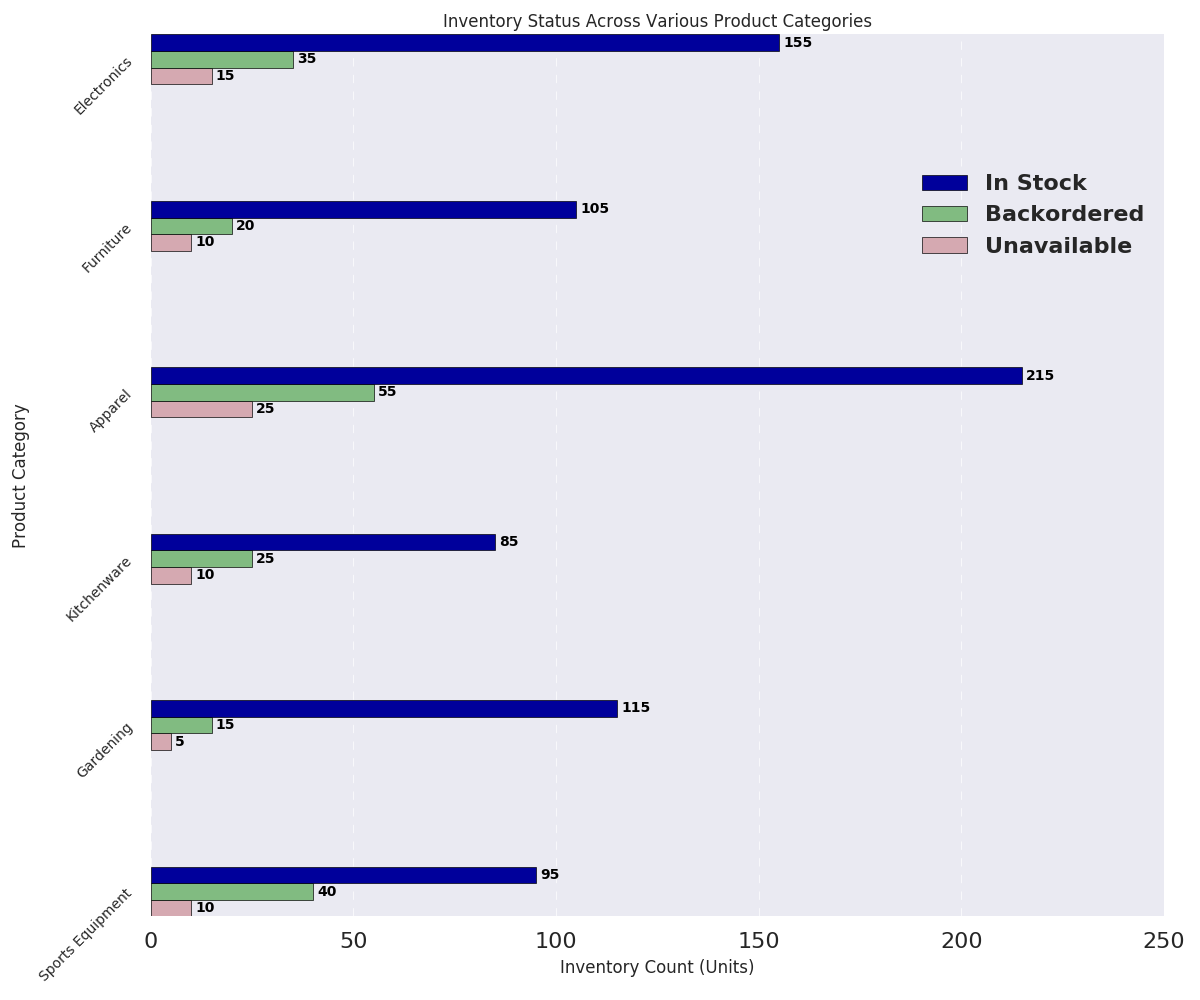 Inventory Status Across Various Product Categories
Electronics
155
35
15
In Stock
Backordered
Unavailable
Furniture
105
20
10
Apparel
215
55
25
Product Category
Kitchenware
85
25
10
Gardening
115
15
5
Sports Equipment
95
40
10
0 50 100 150 200 250
Inventory Count (Units)